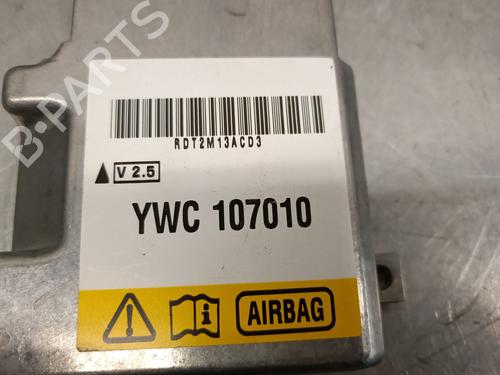 B-PARTS
RDT2M13ACD3
V 2.5
YWC 107010
AIRBAG